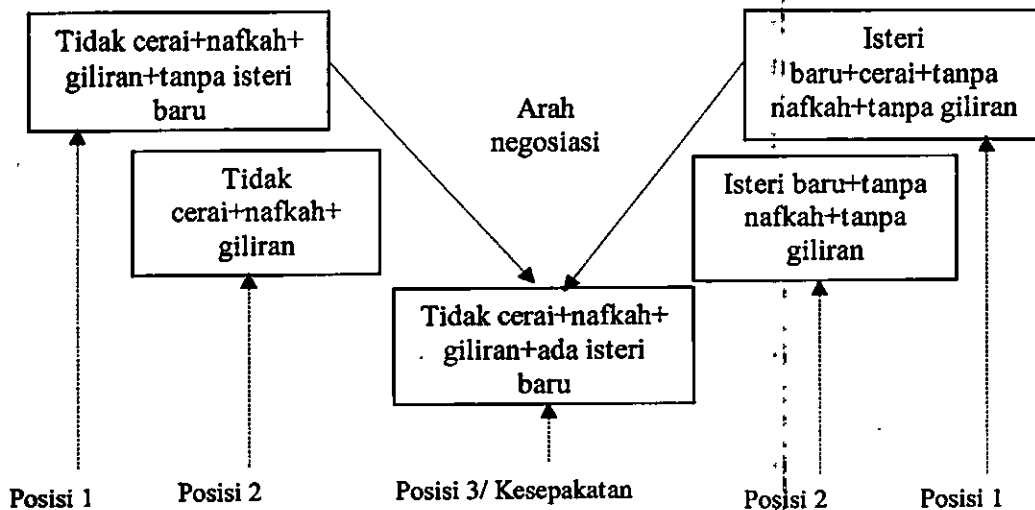 Tidak cerai+nafkah+
giliran+tanpa isteri
baru
Arah
negosiasi
Isteri
baru+cerai+tanpa
nafkah+tanpa giliran
Tidak
cerai+nafkah+
giliran
Isteri baru+tanpa
nafkah+tanpa
giliran
Tidak cerai+nafkah+
giliran+ada isteri
baru
Posisi 1
Posisi 2
Posisi 3/ Kesepakatan
Posisi 2
Posisi 1